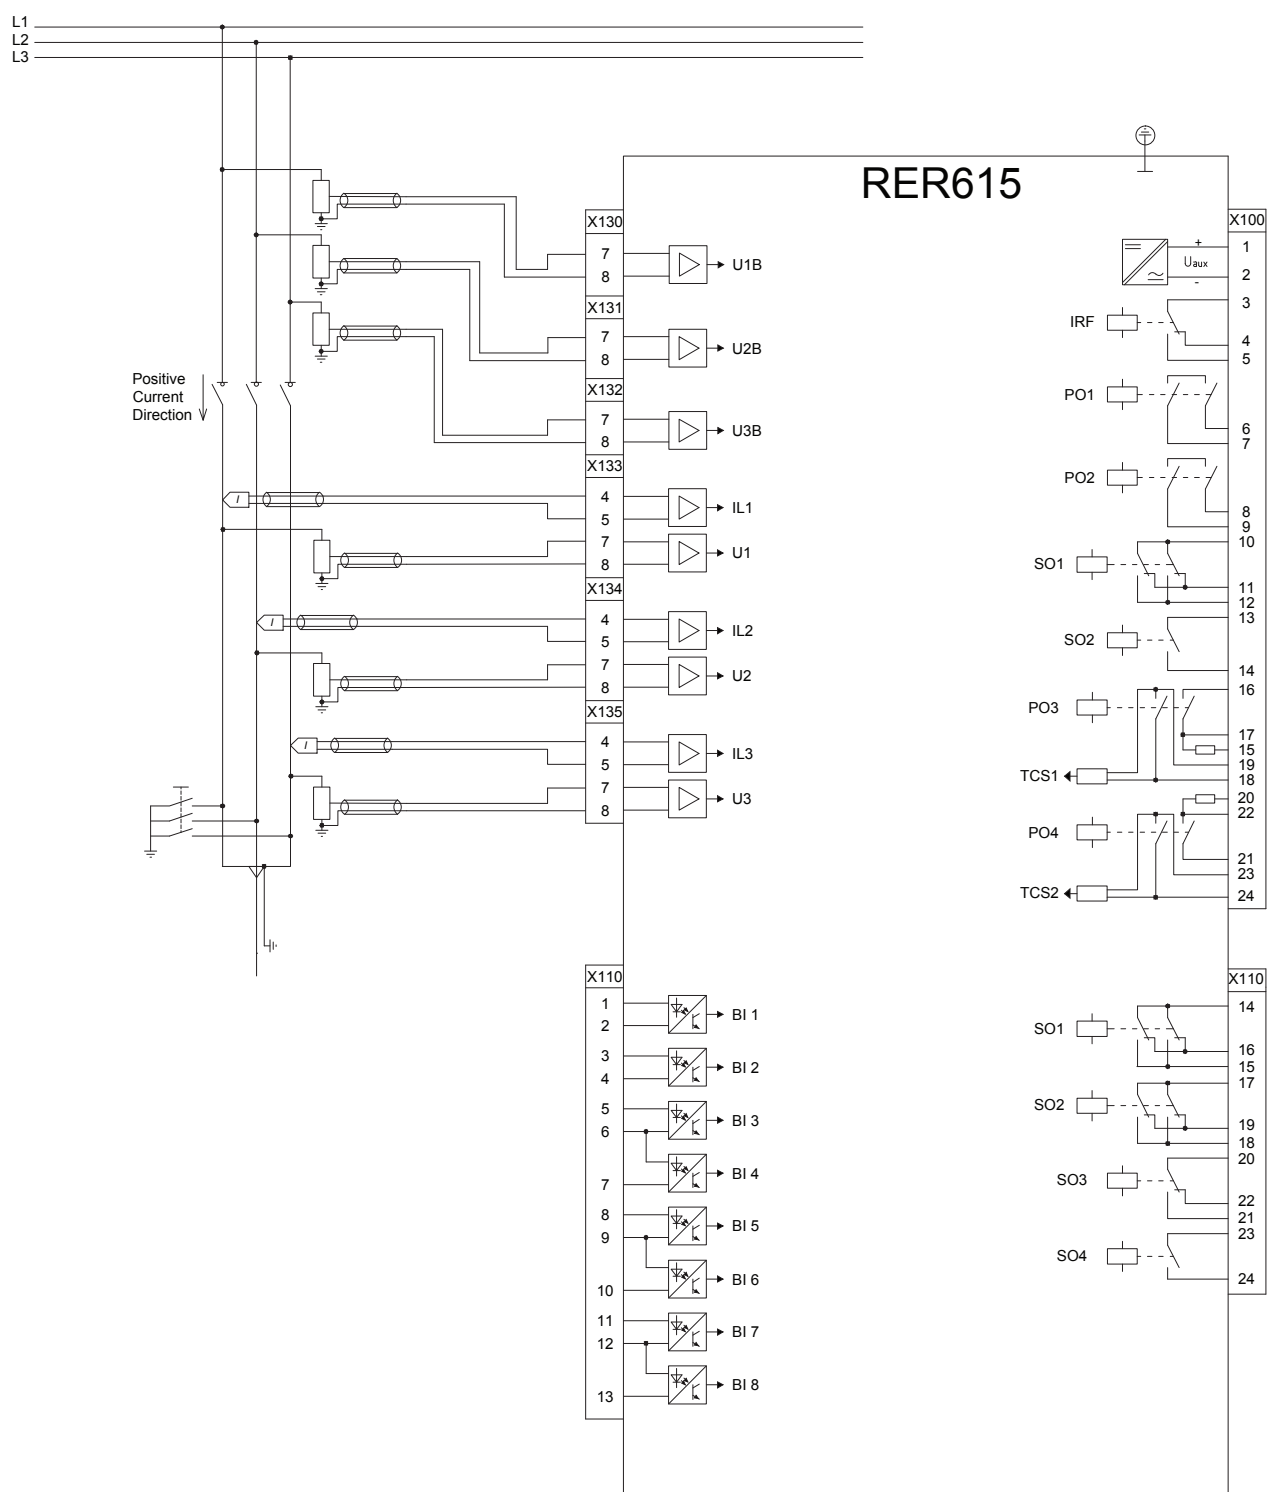 L1
L2
L3
RER615
Positive
Current
Direction
X130
7
8
U1B
X131
7
8
U2B
X132
7
8
U3B
X133
4
5
I
IL1
7
8
U1
X134
4
5
I
IL2
7
8
U2
X135
4
5
I
IL3
7
8
U3
X110
1
2
BI 1
3
4
BI 2
5
6
BI 3
7
BI 4
8
9
BI 5
10
BI 6
11
12
BI 7
13
BI 8
X100
+
1
Uaux
-
2
3
IRF
4
5
PO1
6
7
PO2
8
9
10
SO1
11
12
13
SO2
14
16
PO3
17
15
19
TCS1
18
20
22
PO4
21
23
TCS2
24
X110
14
SO1
16
15
17
SO2
19
18
20
SO3
22
21
23
SO4
24